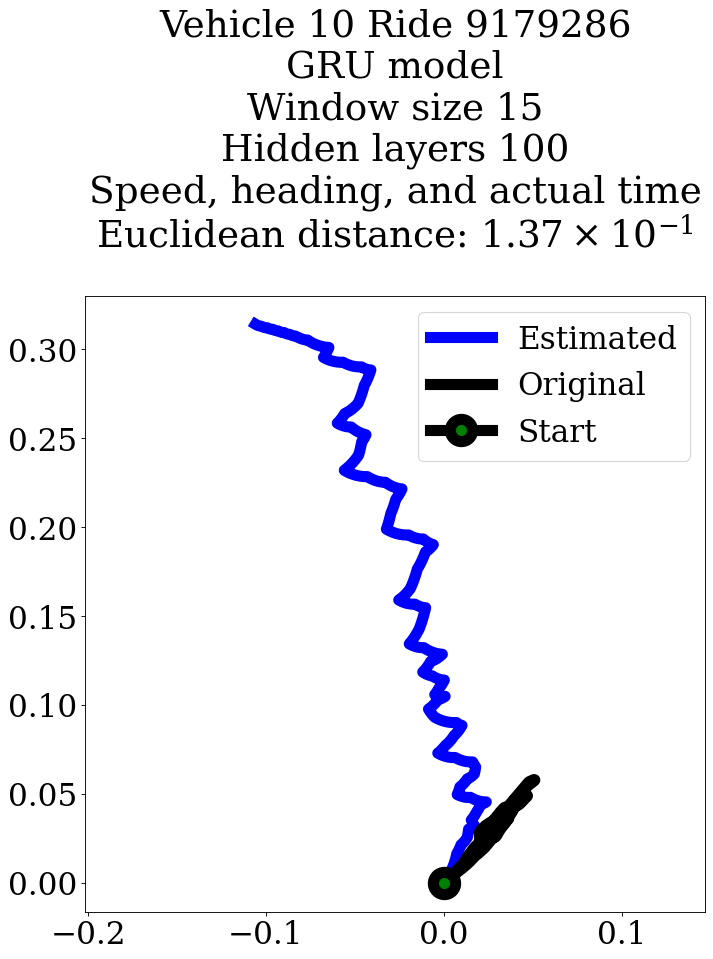 Vehicle 10 Ride 9179286
GRU model
Window size 15
Hidden layers 100
Speed, heading, and actual time
Euclidean distance: 1.37 × 10⁻¹
Estimated
Original
Start
0.30
0.25
0.20
0.15
0.10
0.05
0.00
−0.2 −0.1 0.0 0.1